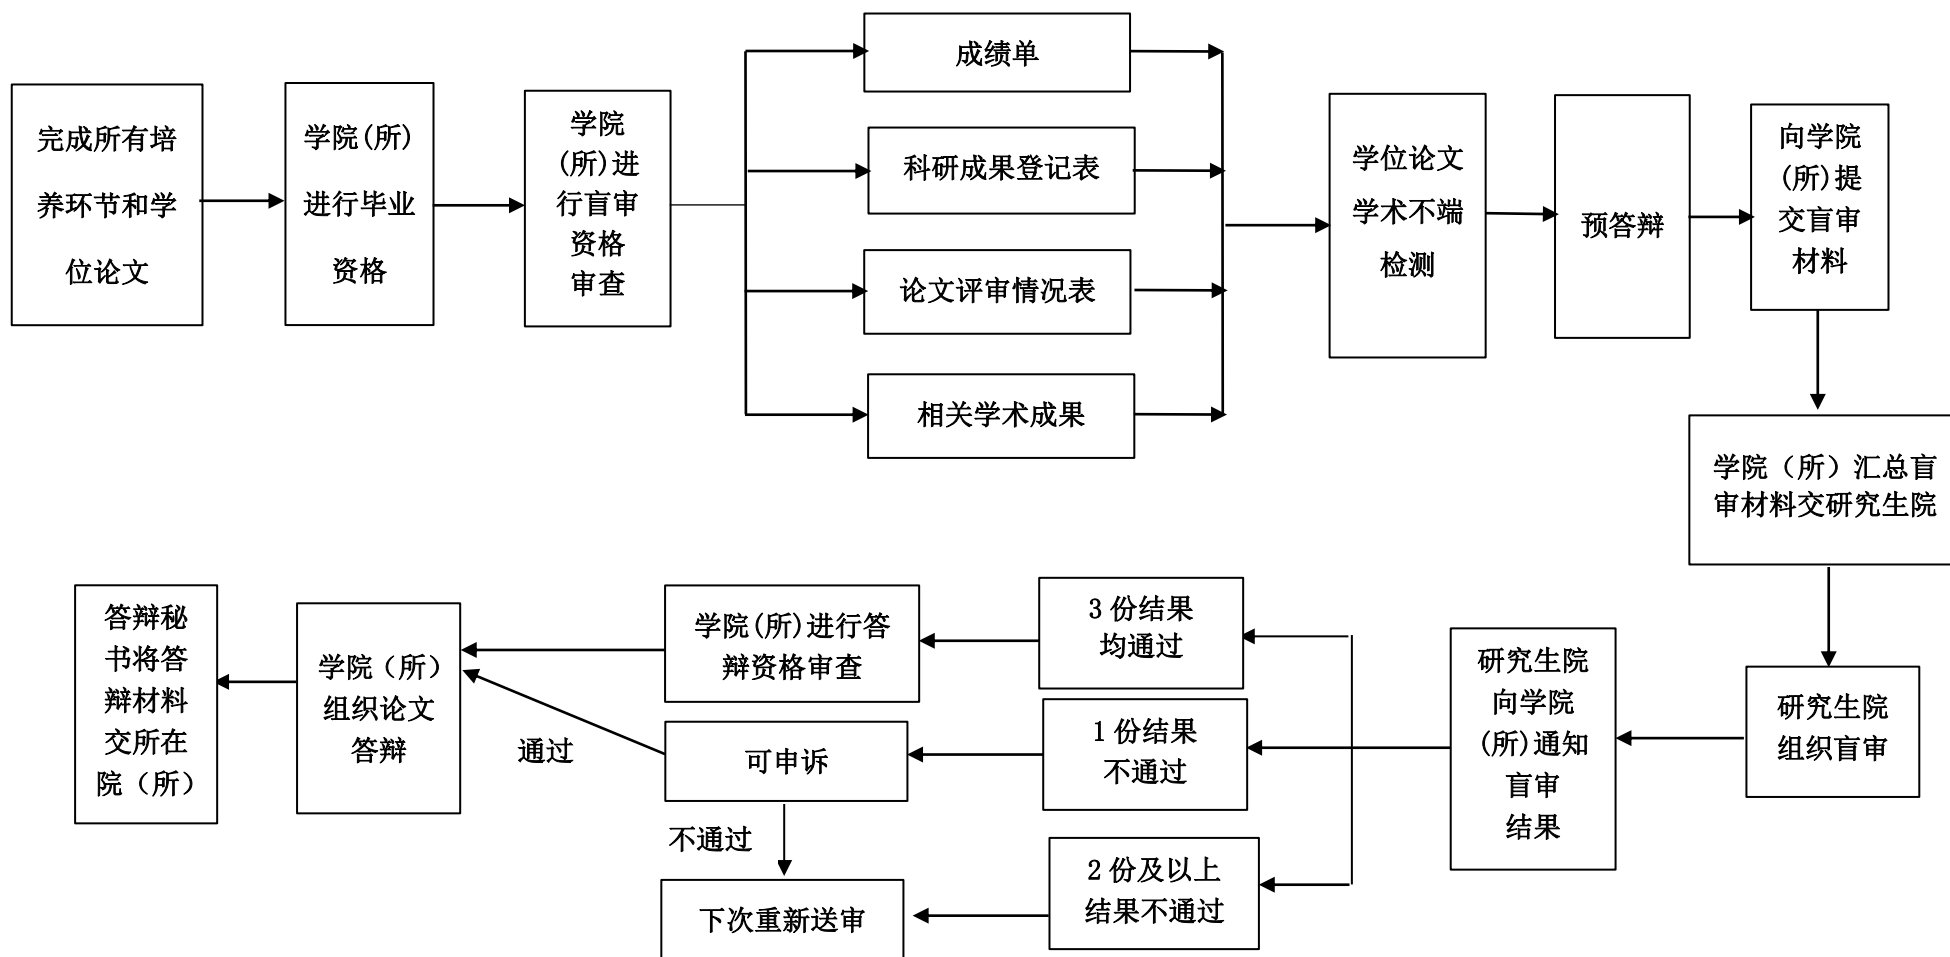 完成所有培
养环节和学
位论文
学院(所)
进行毕业
资格
学院
(所)进
行盲审
资格
审查
成绩单
科研成果登记表
论文评审情况表
相关学术成果
学位论文
学术不端
检测
预答辩
向学院
(所)提
交盲审
材料
学院（所）汇总盲
审材料交研究生院
研究生院
组织盲审
研究生院
向学院
(所)通知
盲审
结果
3 份结果
均通过
1 份结果
不通过
2 份及以上
结果不通过
学院(所)进行答
辩资格审查
可申诉
通过
不通过
下次重新送审
学院（所）
组织论文
答辩
答辩秘
书将答
辩材料
交所在
院（所）